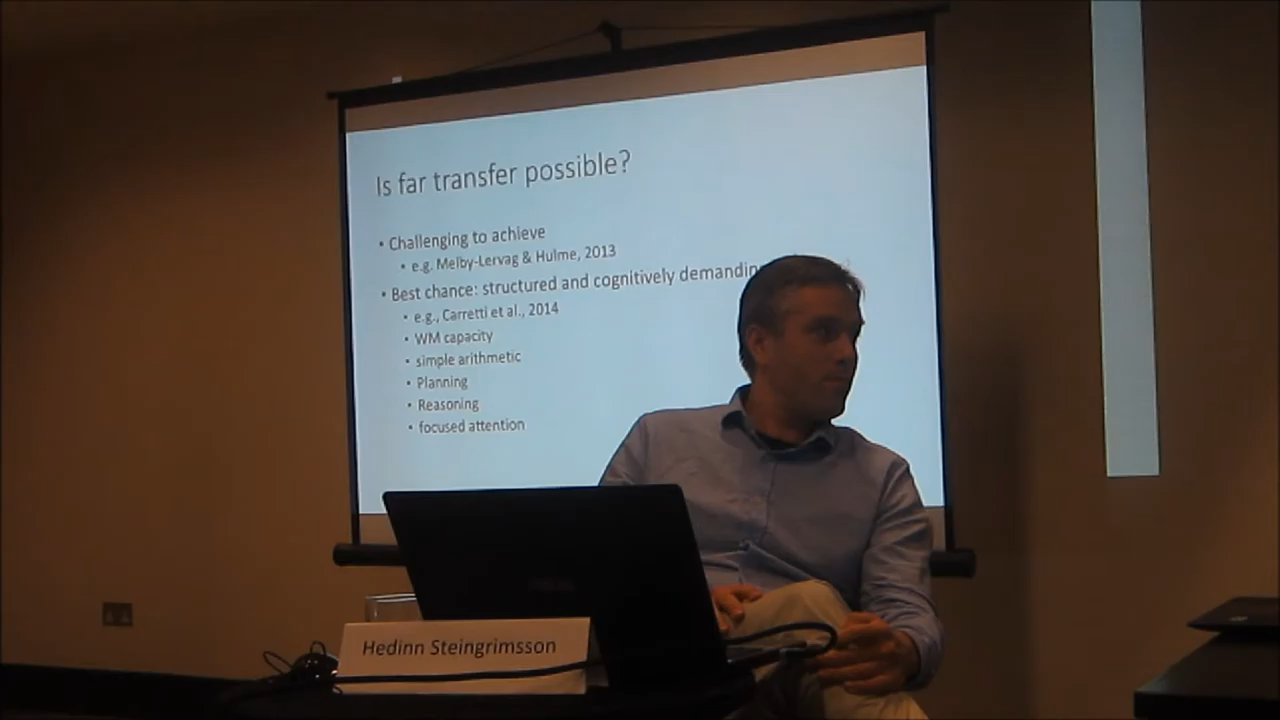 Is far transfer possible?
• Challenging to achieve
• e.g. Melby-Lervag & Hulme, 2013
• Best chance: structured and cognitively demanding
• e.g., Carretti et al., 2014
• WM capacity
• simple arithmetic
• Planning
• Reasoning
• focused attention
Hedinn Steingrimsson